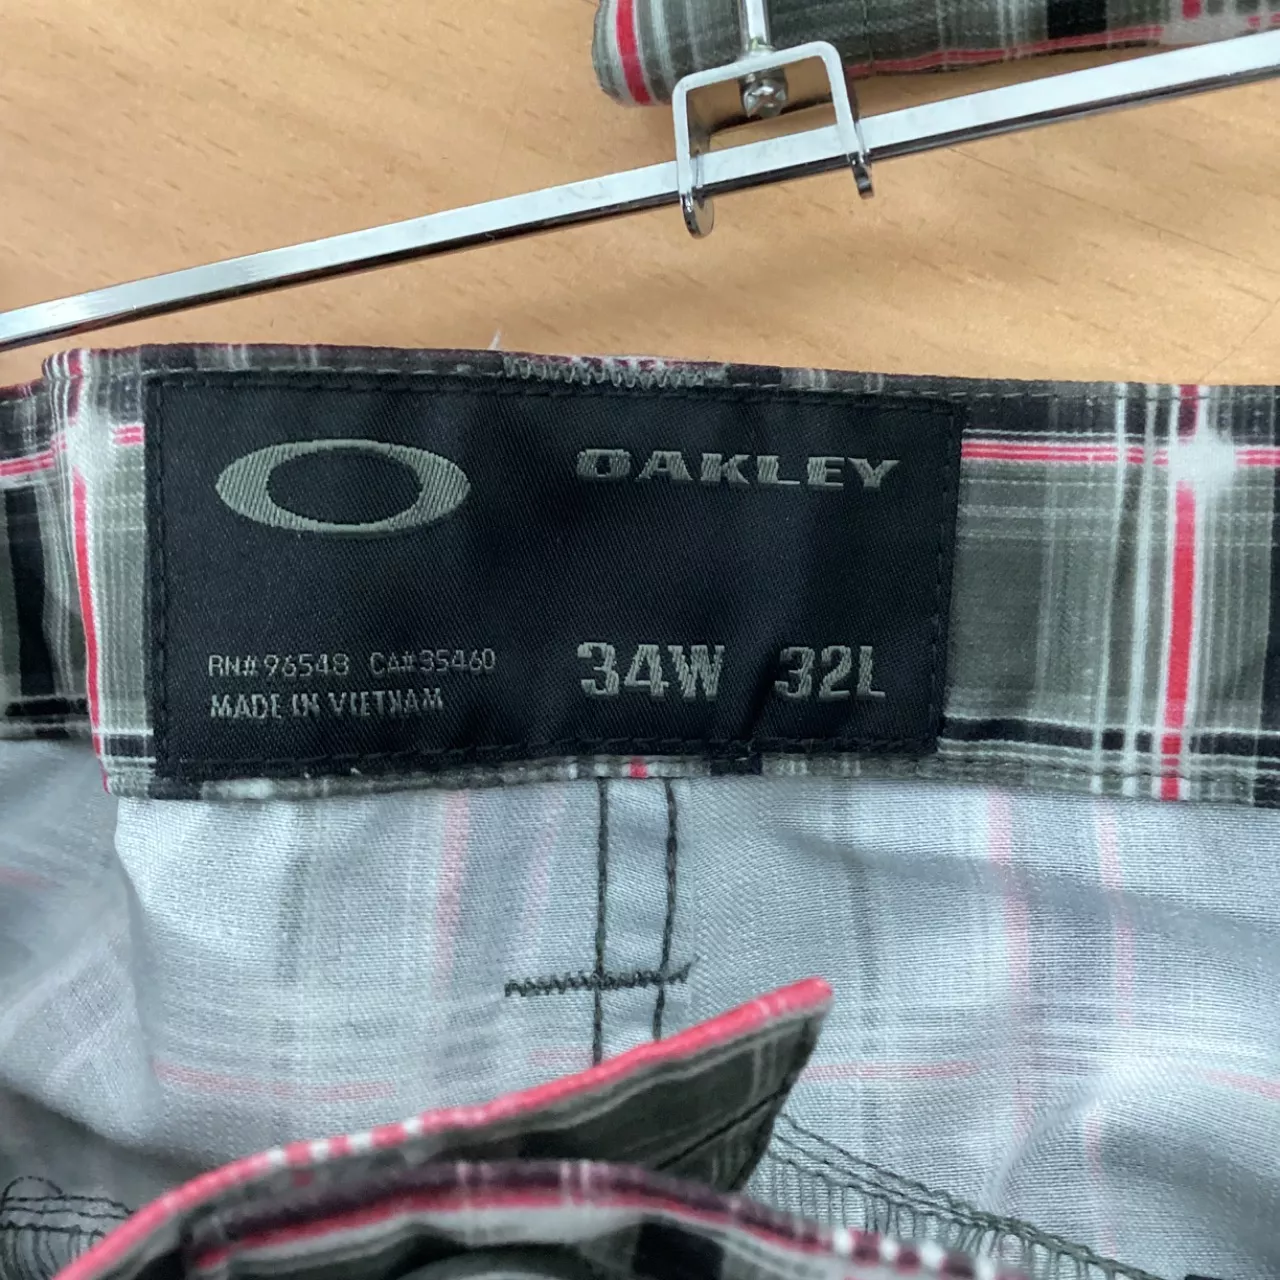 OAKLEY
RN# 96548 CA# 35460
MADE IN VIETNAM
34W 32L